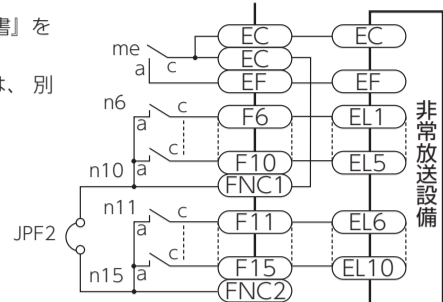 書』を
は、別
me
a c
EC EC
EC
EF EF
n6
a c
F6 EL1
a c
F10 EL5
n10
FNC1
n11
a c
F11 EL6
JPF2
a c
F15 EL10
n15
FNC2
非常放送設備